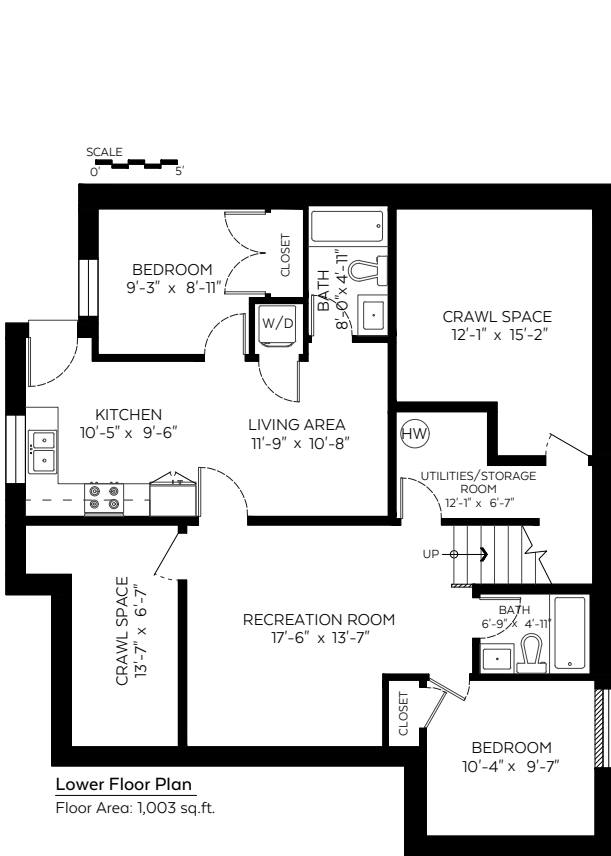 SCALE
0' 5'
BEDROOM
9'-3" x 8'-11"
CLOSET
BATH
8'-0"x 4'-11"
W/D
CRAWL SPACE
12'-1" x 15'-2"
KITCHEN
10'-5" x 9'-6"
LIVING AREA
11'-9" x 10'-8"
HW
UTILITIES/STORAGE
ROOM
12'-1" x 6'-7"
UP
CRAWL SPACE
13'-7" x 6'-7"
RECREATION ROOM
17'-6" x 13'-7"
BATH
6'-9" x 4'-11"
CLOSET
BEDROOM
10'-4" x 9'-7"
Lower Floor Plan
Floor Area: 1,003 sq.ft.